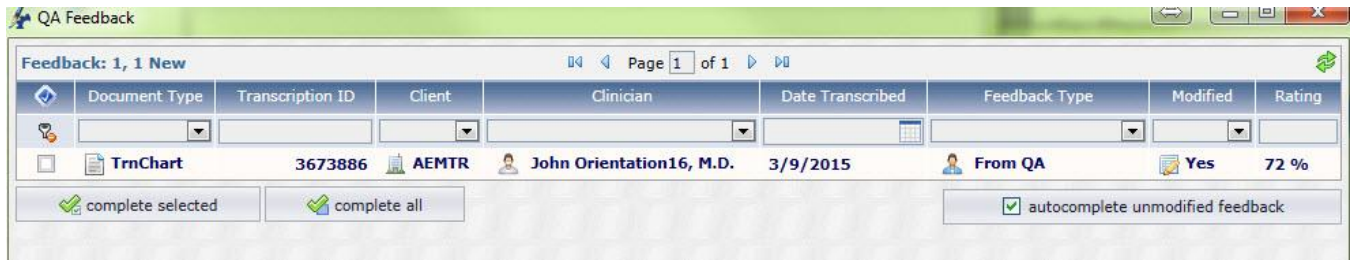 QA Feedback
Feedback: 1, 1 New Page 1 of 1
Document Type Transcription ID Client Clinician Date Transcribed Feedback Type Modified Rating
TrnChart 3673886 AEMTR John Orientation16, M.D. 3/9/2015 From QA Yes 72 %
complete selected complete all autocomplete unmodified feedback